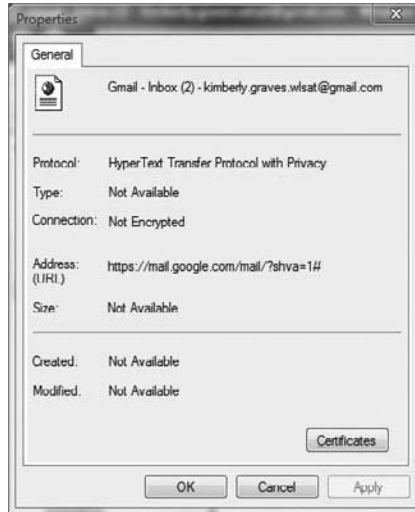 Properties
x
General
Gmail - Inbox (2) - kimberly.graves.wlsat@gmail.com
Protocol: HyperText Transfer Protocol with Privacy
Type: Not Available
Connection: Not Encrypted
Address: https://mail.google.com/mail/?shva=1#
(URL)
Size: Not Available
Created. Not Available
Modified. Not Available
Certificates
OK Cancel Apply